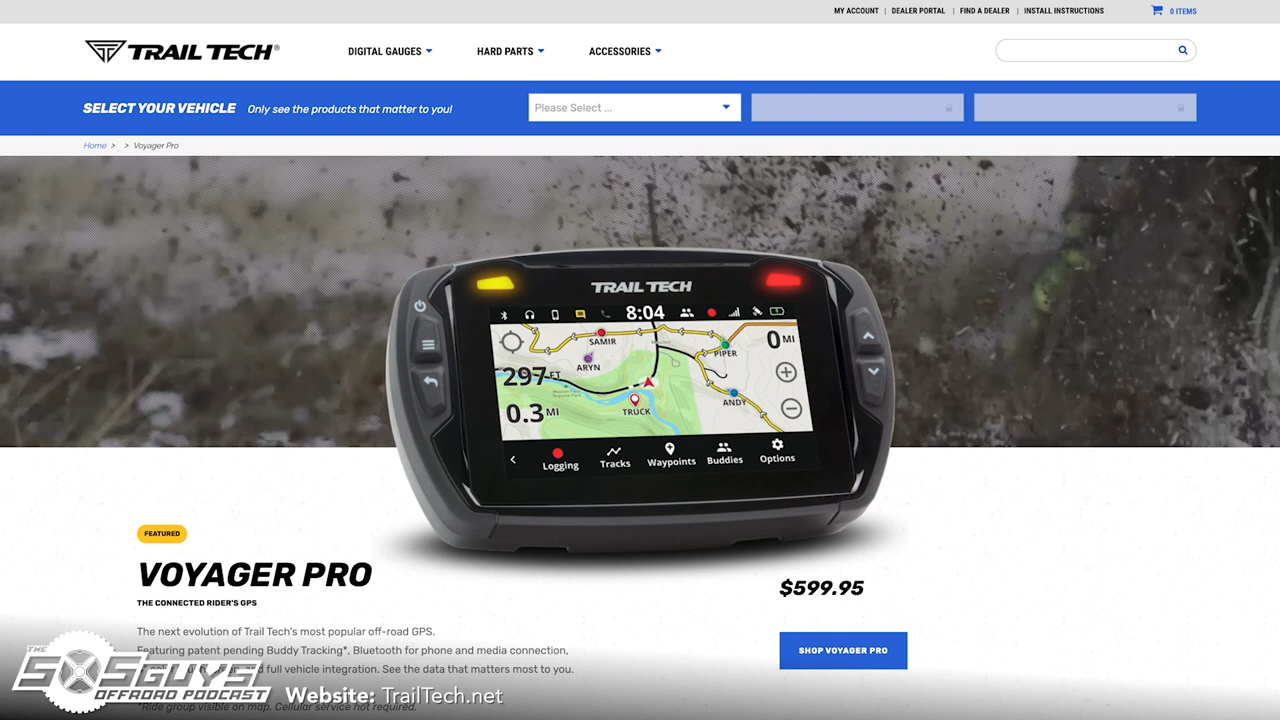 MY ACCOUNT | DEALER PORTAL | FIND A DEALER | INSTALL INSTRUCTIONS 0 ITEMS
TRAIL TECH® DIGITAL GAUGES HARD PARTS ACCESSORIES
SELECT YOUR VEHICLE Only see the products that matter to you! Please Select ...
Home > > Voyager Pro
TRAIL TECH
8:04
SAMIR
0 MI
PIPER
ARYN
297 FT
ANDY
0.3 MI
TRUCK
Logging Tracks Waypoints Buddies Options
FEATURED
VOYAGER PRO
$599.95
THE CONNECTED RIDER'S GPS
The next evolution of Trail Tech's most popular off-road GPS.
Featuring patent pending Buddy Tracking*, Bluetooth for phone and media connection,
SHOP VOYAGER PRO
and full vehicle integration. See the data that matters most to you.
THE
SXS GUYS
OFFROAD PODCAST
Website: TrailTech.net
*Ride group visible on map. Cellular service not required.